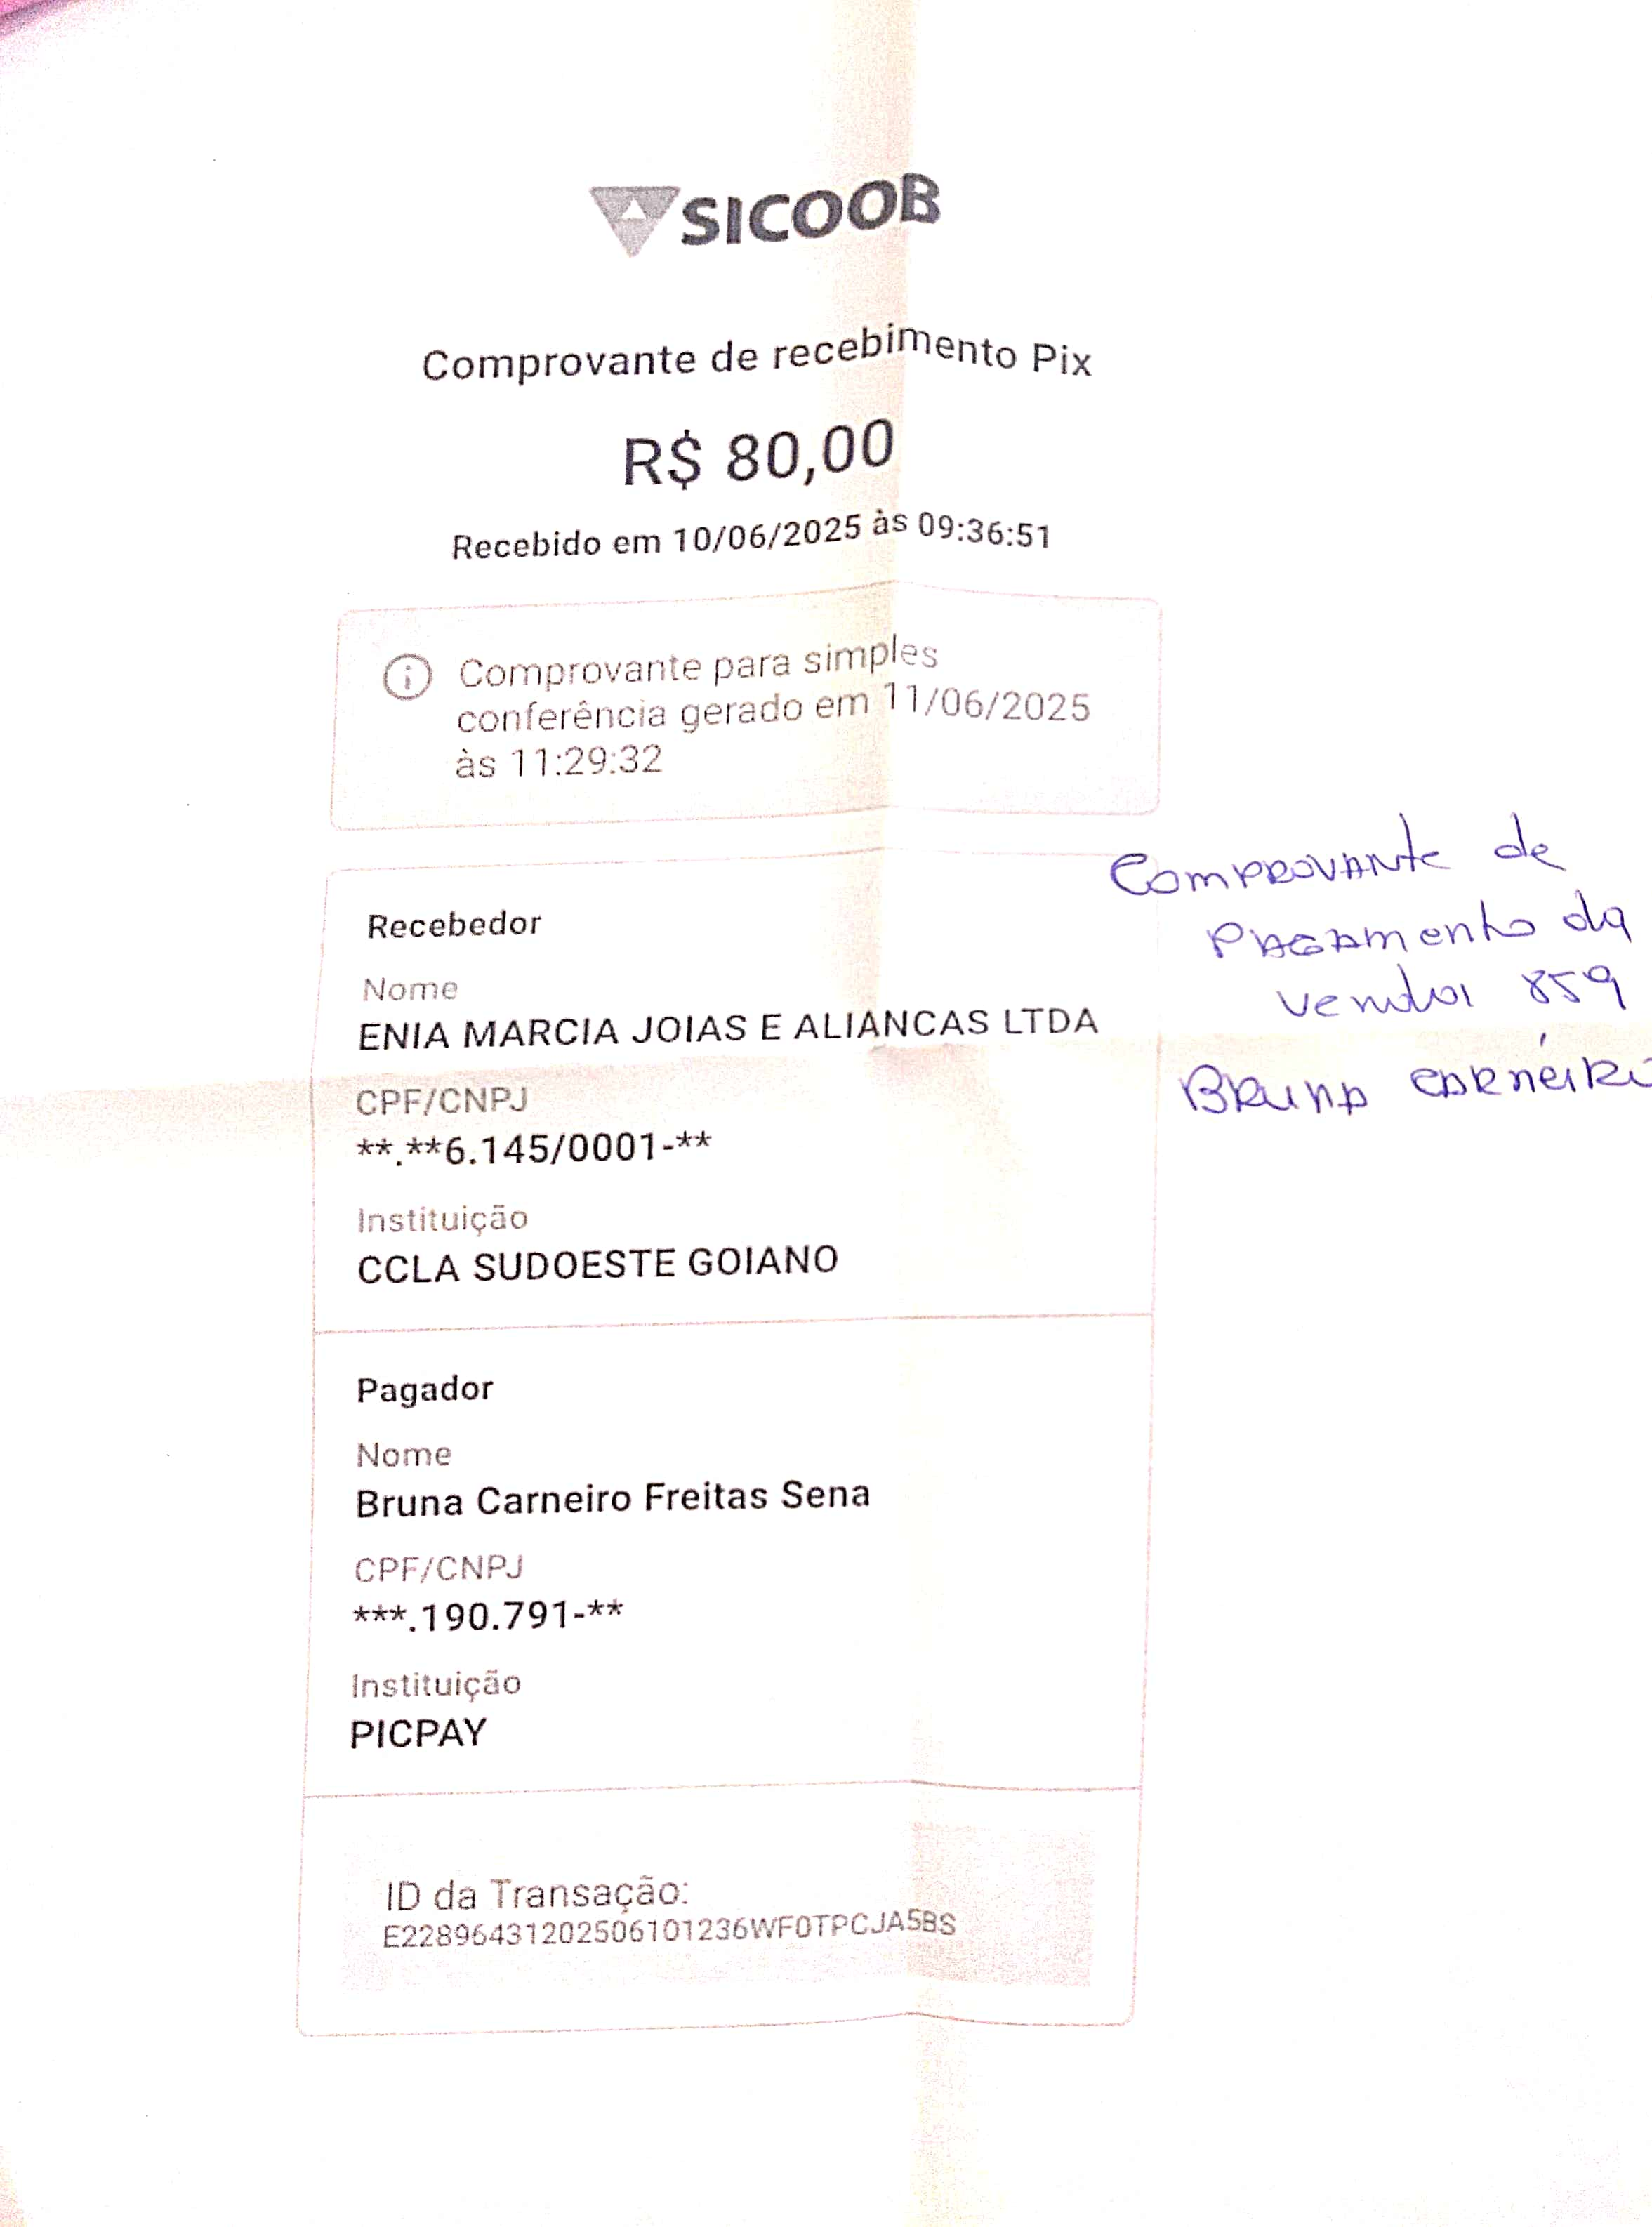 SICOOB
Comprovante de recebimento Pix
R$ 80,00
Recebido em 10/06/2025 às 09:36:51
Comprovante para simples
conferência gerado em 11/06/2025
às 11:29:32
Comprovante de
Pagamento da
venda 859
Bruna Carneiro
Recebedor
Nome
ENIA MARCIA JOIAS E ALIANCAS LTDA
CPF/CNPJ
**.**6.145/0001-**
Instituição
CCLA SUDOESTE GOIANO
Pagador
Nome
Bruna Carneiro Freitas Sena
CPF/CNPJ
***.190.791-**
Instituição
PICPAY
ID da Transação:
E22896431202506101236WF0TPCJA5BS